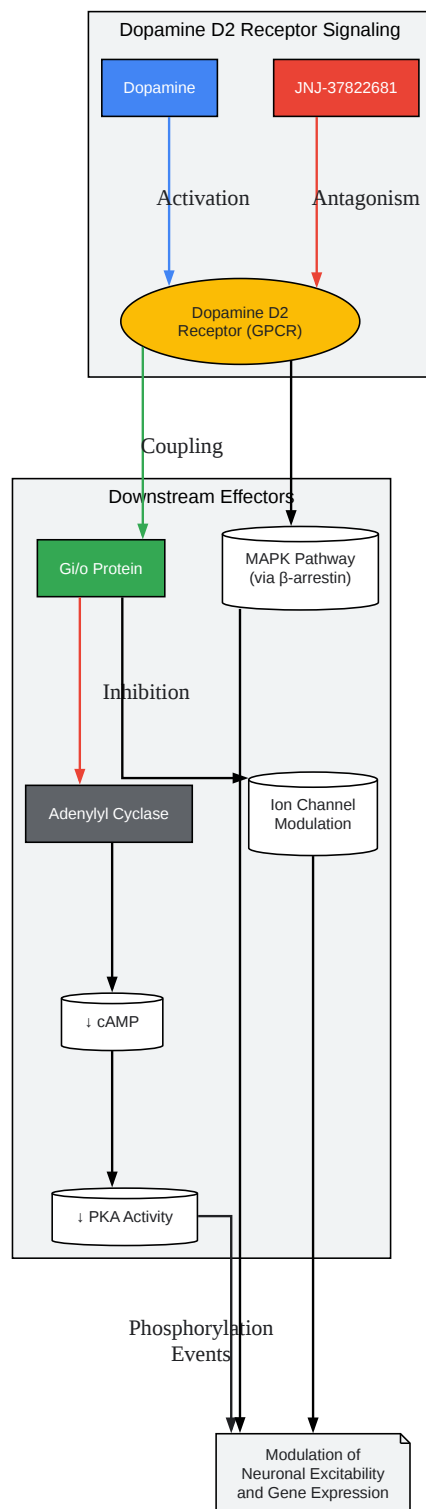 Dopamine D2 Receptor Signaling
Dopamine
JNJ-37822681
Activation
Antagonism
Dopamine D2
Receptor (GPCR)
Coupling
Downstream Effectors
Gi/o Protein
MAPK Pathway
(via β-arrestin)
Inhibition
Adenylyl Cyclase
Ion Channel
Modulation
↓ cAMP
↓ PKA Activity
Phosphorylation
Events
Modulation of
Neuronal Excitability
and Gene Expression